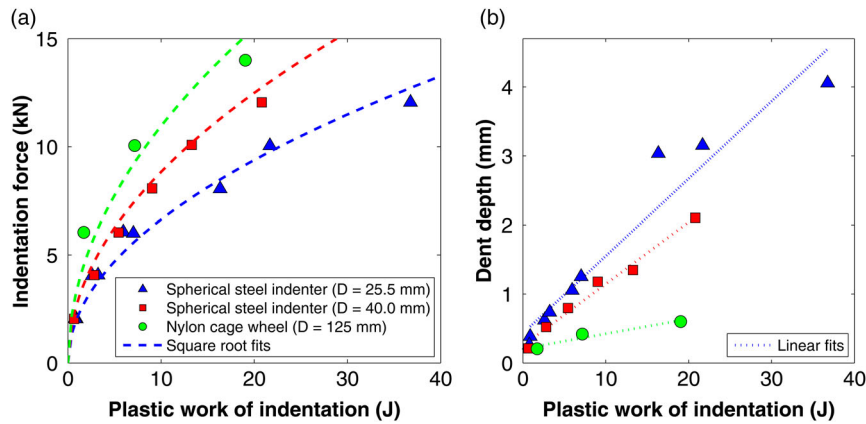 (a)
15
10
5
0
0
10
20
30
40
Indentation force (kN)
Plastic work of indentation (J)
Spherical steel indenter (D = 25.5 mm)
Spherical steel indenter (D = 40.0 mm)
Nylon cage wheel (D = 125 mm)
Square root fits
(b)
4
3
2
1
0
0
10
20
30
40
Dent depth (mm)
Plastic work of indentation (J)
Linear fits